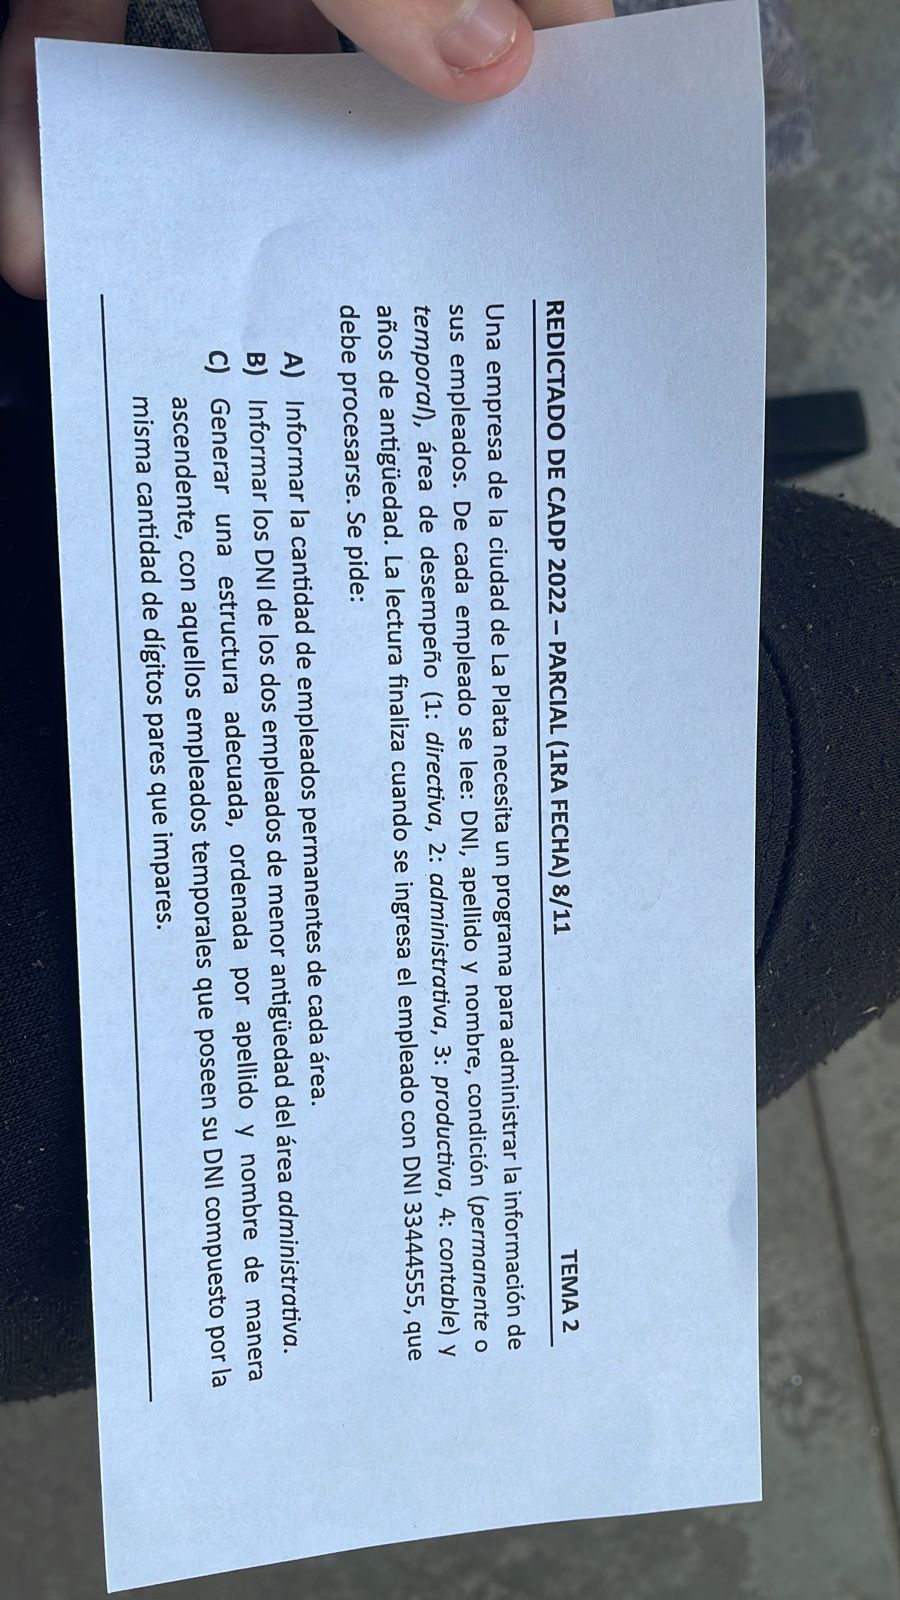 REDICTADO DE CADP 2022 – PARCIAL (1RA FECHA) 8/11 TEMA 2
Una empresa de la ciudad de La Plata necesita un programa para administrar la información de
sus empleados. De cada empleado se lee: DNI, apellido y nombre, condición (permanente o
temporal), área de desempeño (1: directiva, 2: administrativa, 3: productiva, 4: contable) y
años de antigüedad. La lectura finaliza cuando se ingresa el empleado con DNI 33444555, que
debe procesarse. Se pide:
A) Informar la cantidad de empleados permanentes de cada área.
B) Informar los DNI de los dos empleados de menor antigüedad del área administrativa.
C) Generar una estructura adecuada, ordenada por apellido y nombre de manera
ascendente, con aquellos empleados temporales que poseen su DNI compuesto por la
misma cantidad de dígitos pares que impares.